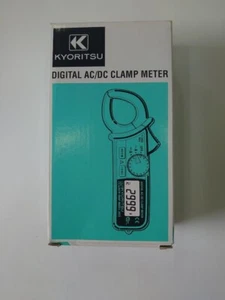 K
KYORITSU
DIGITAL AC/DC CLAMP METER